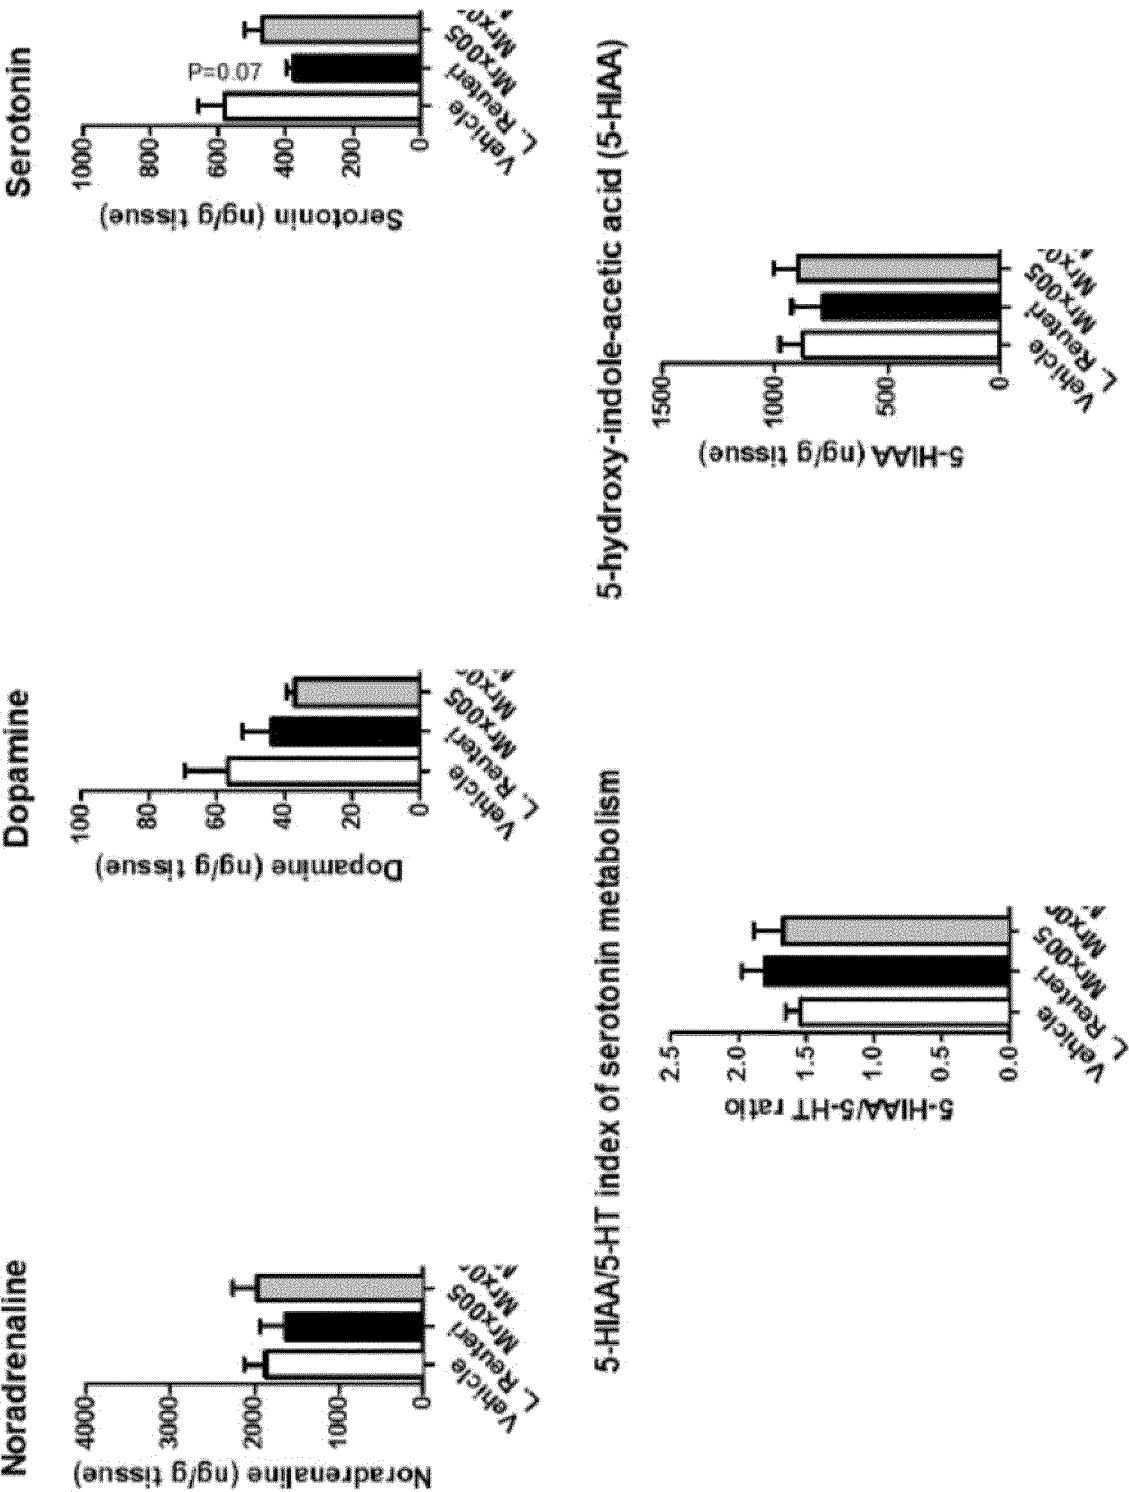 Noradrenaline
Noradrenaline (ng/g tissue)
4000
3000
2000
1000
0
Vehicle
L. Reuteri
Mrx005
Dopamine
Dopamine (ng/g tissue)
100
80
60
40
20
0
Vehicle
L. Reuteri
Mrx005
Serotonin
Serotonin (ng/g tissue)
1000
800
600
400
200
0
P=0.07
Vehicle
L. Reuteri
Mrx005
5-HIAA/5-HT index of serotonin metabolism
5-HIAA/5-HT ratio
2.5
2.0
1.5
1.0
0.5
0.0
Vehicle
L. Reuteri
Mrx005
5-hydroxy-indole-acetic acid (5-HIAA)
5-HIAA (ng/g tissue)
1500
1000
500
0
Vehicle
L. Reuteri
Mrx005